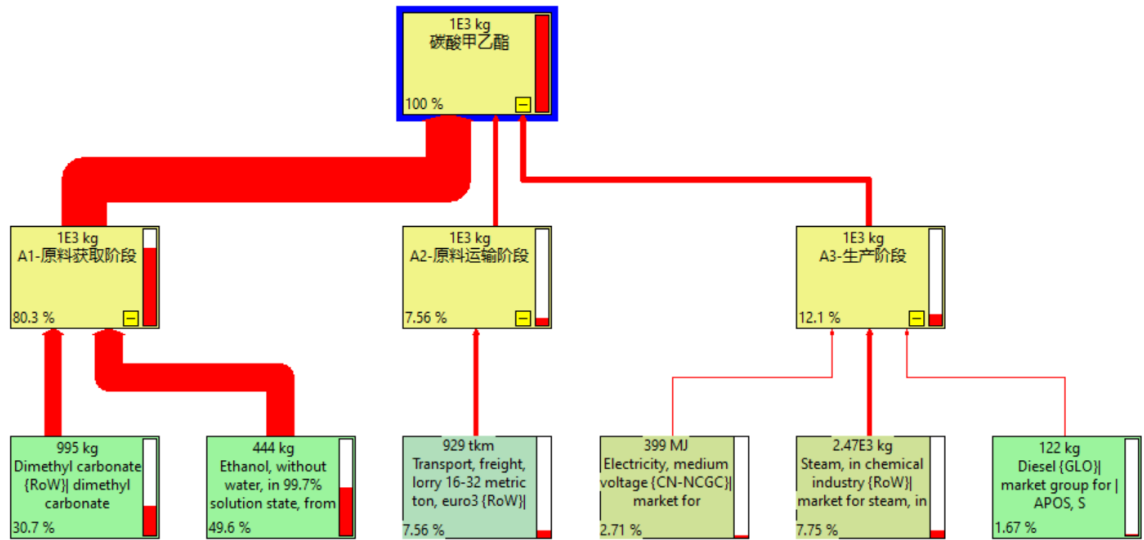 1E3 kg
碳酸甲乙酯
100 %
1E3 kg
A1-原料获取阶段
80.3 %
1E3 kg
A2-原料运输阶段
7.56 %
1E3 kg
A3-生产阶段
12.1 %
995 kg
Dimethyl carbonate
{RoW}| dimethyl
carbonate
30.7 %
444 kg
Ethanol, without
water, in 99.7%
solution state, from
49.6 %
929 tkm
Transport, freight,
lorry 16-32 metric
ton, euro3 {RoW}|
7.56 %
399 MJ
Electricity, medium
voltage {CN-NCGC}|
market for
2.71 %
2.47E3 kg
Steam, in chemical
industry {RoW}|
market for steam, in
7.75 %
122 kg
Diesel {GLO}|
market group for |
APOS, S
1.67 %